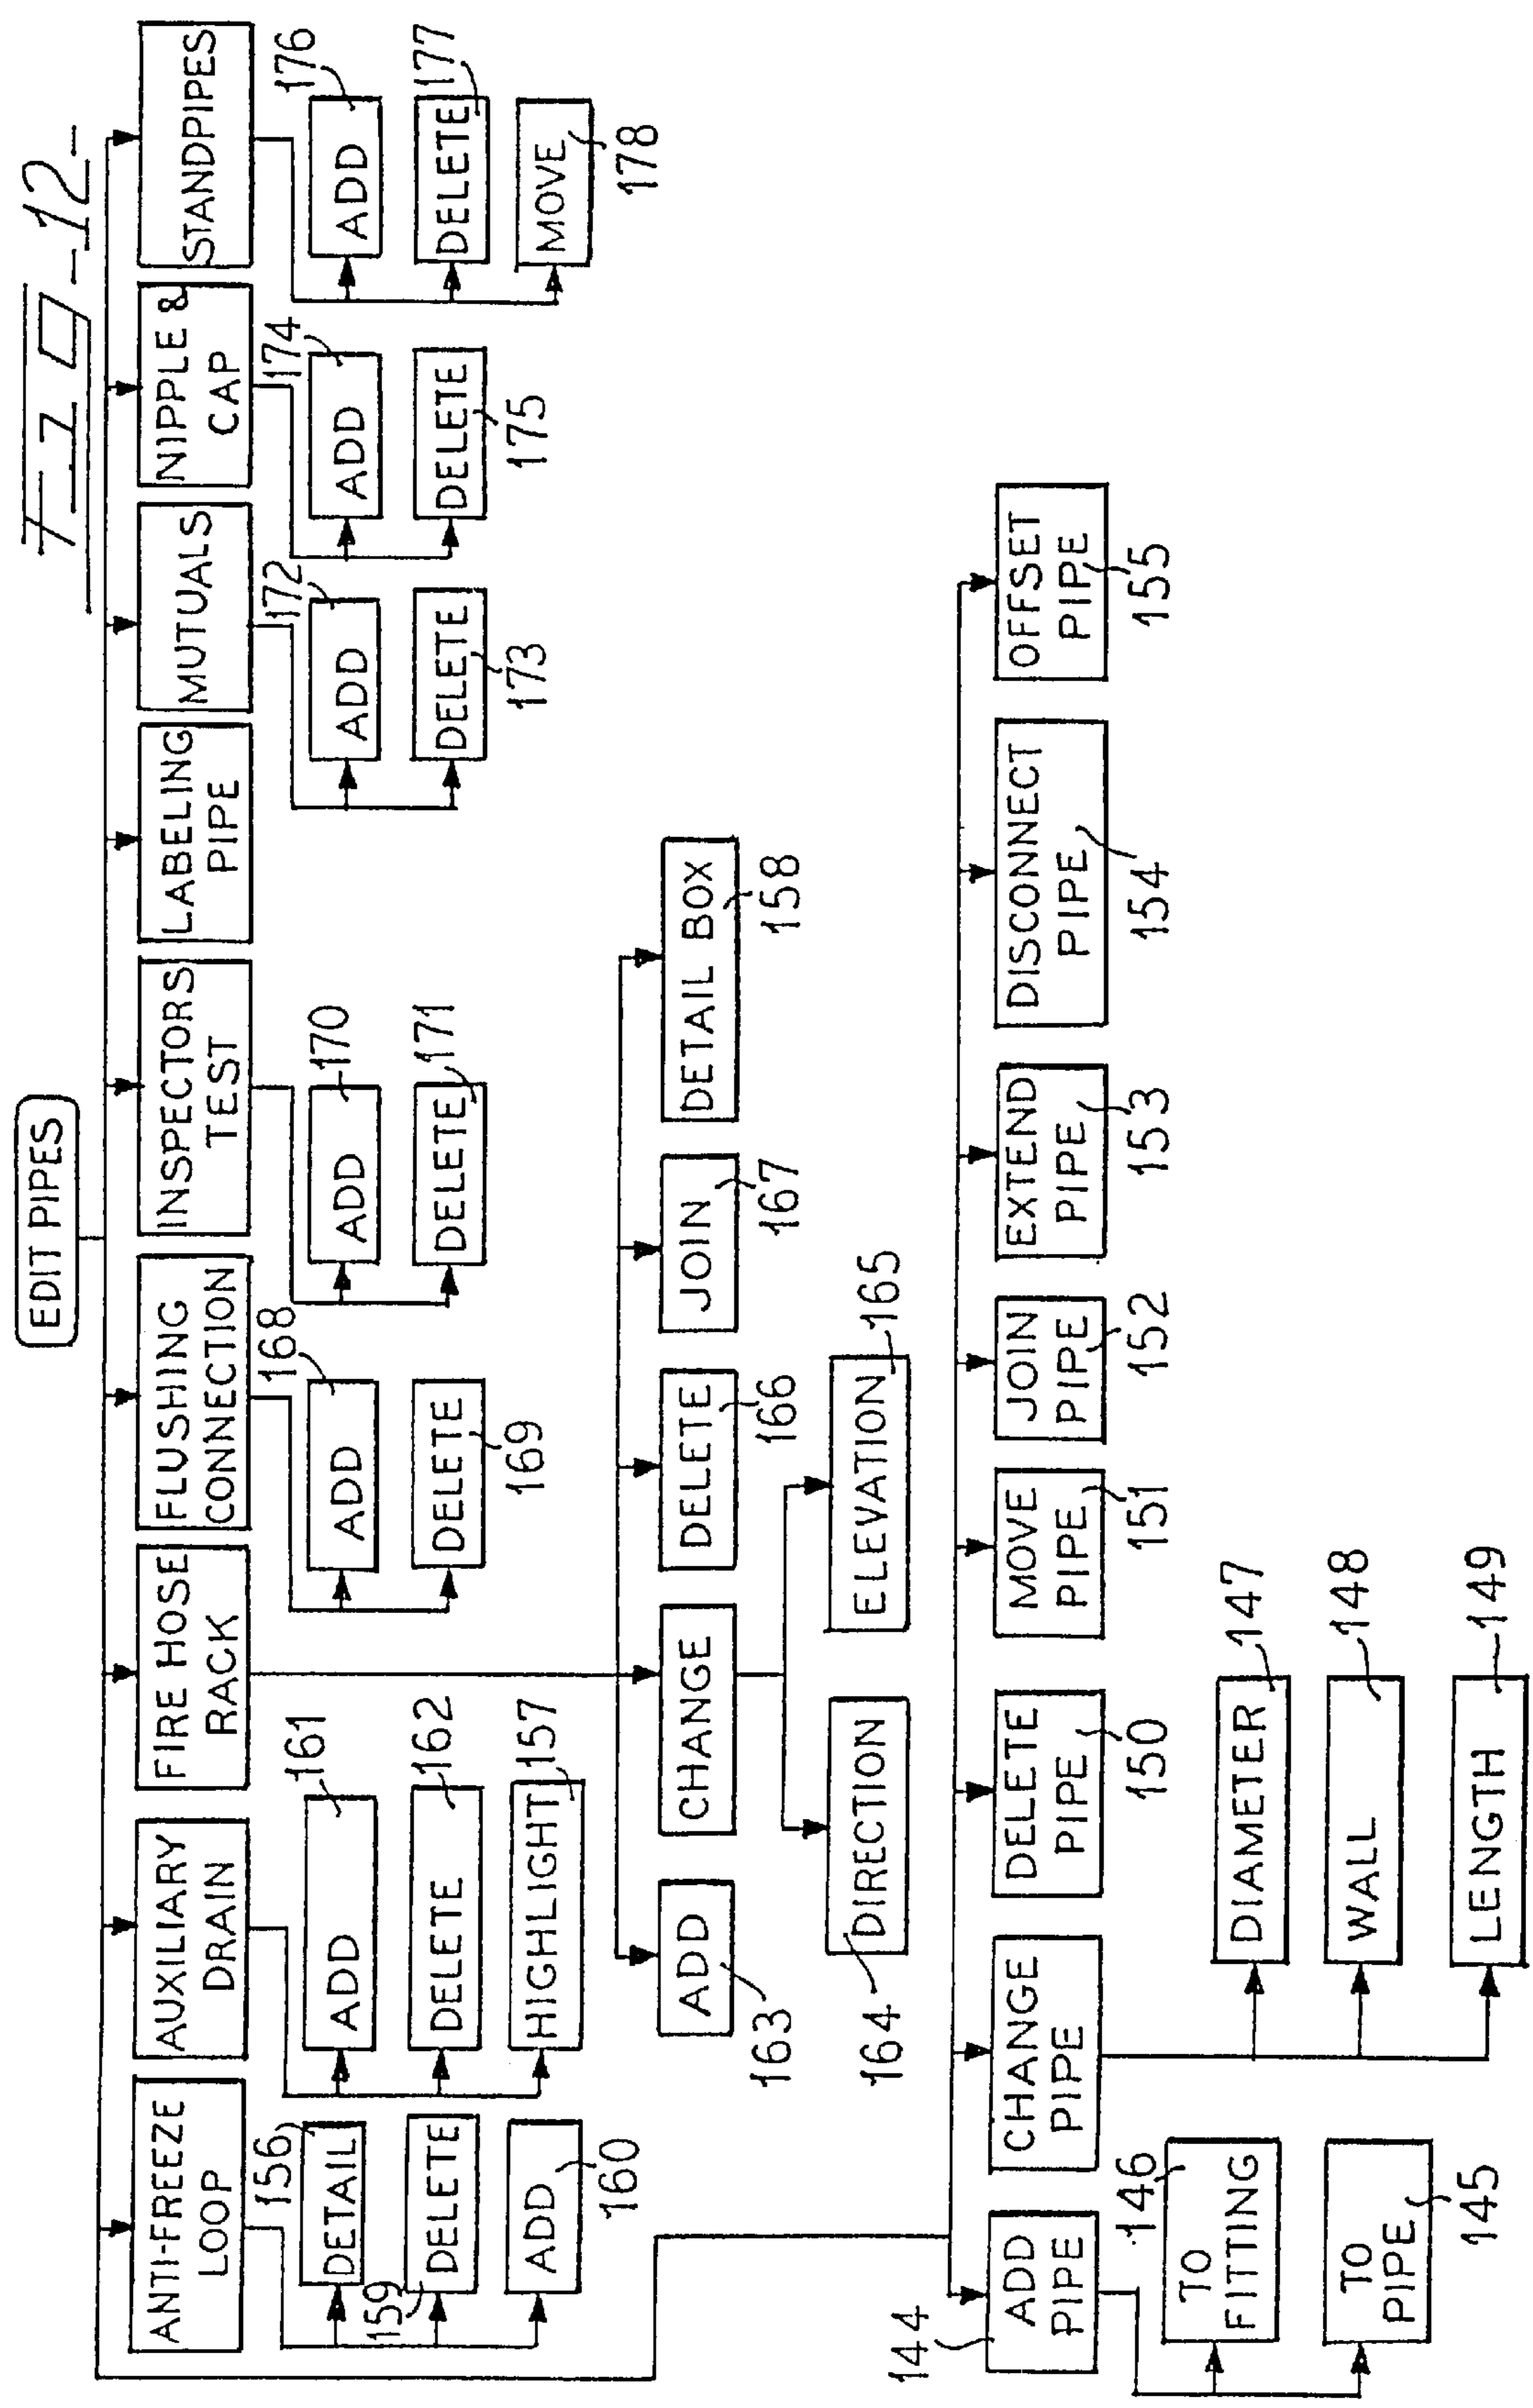 FIG-12-
EDIT PIPES
ANTI-FREEZE
LOOP
AUXILIARY
DRAIN
FIRE HOSE
RACK
FLUSHING
CONNECTION
INSPECTORS
TEST
LABELING
PIPE
MUTUALS
NIPPLE &
CAP
STANDPIPES
156
DETAIL
159
DELETE
ADD
160
161
ADD
162
DELETE
157
HIGHLIGHT
168
ADD
DELETE
169
170
ADD
171
DELETE
172
ADD
DELETE
173
174
ADD
DELETE
175
176
ADD
177
DELETE
MOVE
178
ADD
163
CHANGE
DELETE
166
JOIN
167
DETAIL BOX
158
DIRECTION
164
ELEVATION
165
144
ADD
PIPE
CHANGE
PIPE
DELETE
PIPE
150
MOVE
PIPE
151
JOIN
PIPE
152
EXTEND
PIPE
153
DISCONNECT
PIPE
154
OFFSET
PIPE
155
146
TO
FITTING
TO
PIPE
145
DIAMETER
147
WALL
148
LENGTH
149